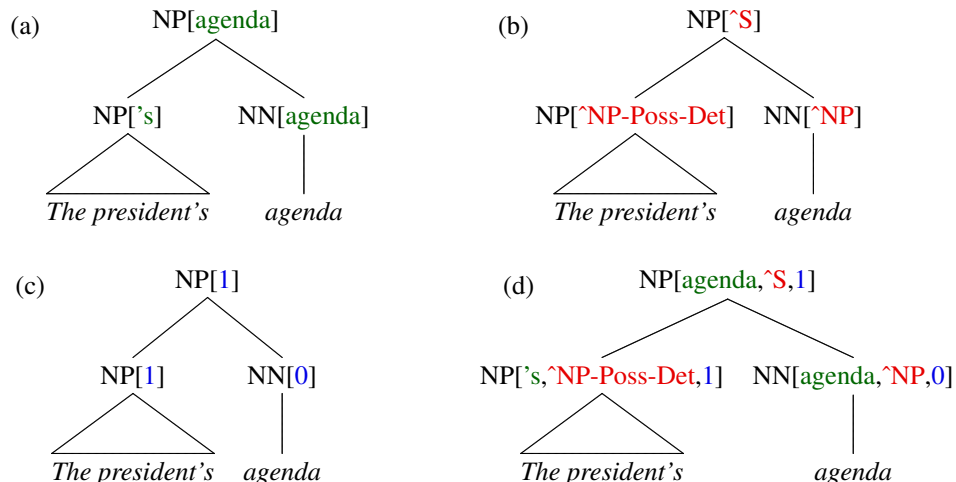 (a) NP[agenda]
NP['s] NN[agenda]
The president's agenda
(b) NP[ˆS]
NP[ˆNP-Poss-Det] NN[ˆNP]
The president's agenda
(c) NP[1]
NP[1] NN[0]
The president's agenda
(d) NP[agenda,ˆS,1]
NP['s,ˆNP-Poss-Det,1] NN[agenda,ˆNP,0]
The president's agenda